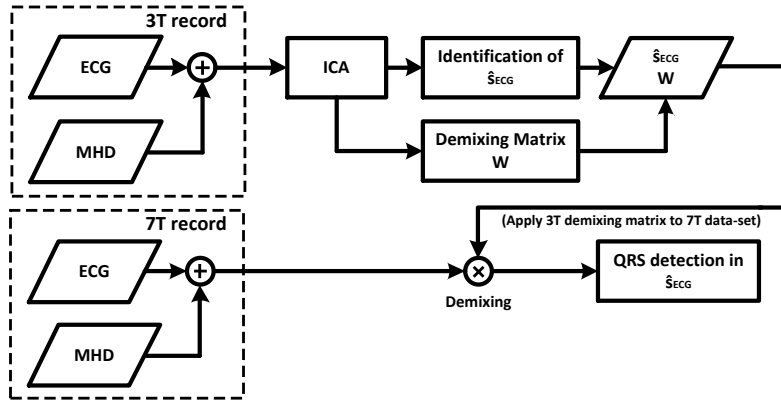 3T record
ECG
+
MHD
ICA
Identification of
ŝECG
Demixing Matrix
W
ŝECG
W
7T record
ECG
+
MHD
(Apply 3T demixing matrix to 7T data-set)
×
Demixing
QRS detection in
ŝECG